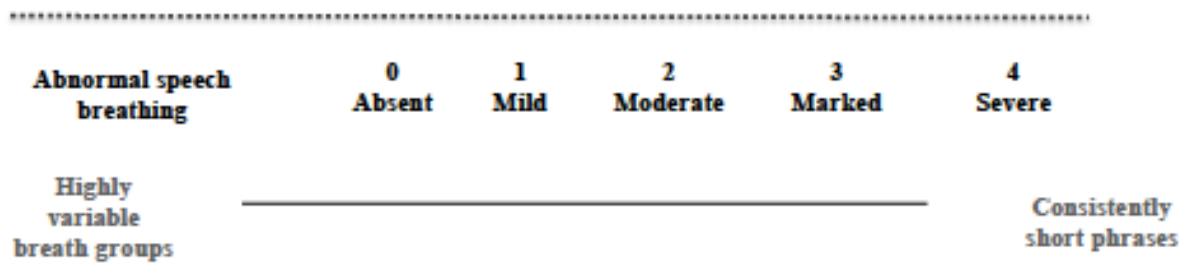 Abnormal speech
breathing
0 1 2 3 4
Absent Mild Moderate Marked Severe
Highly
variable
breath groups
Consistently
short phrases